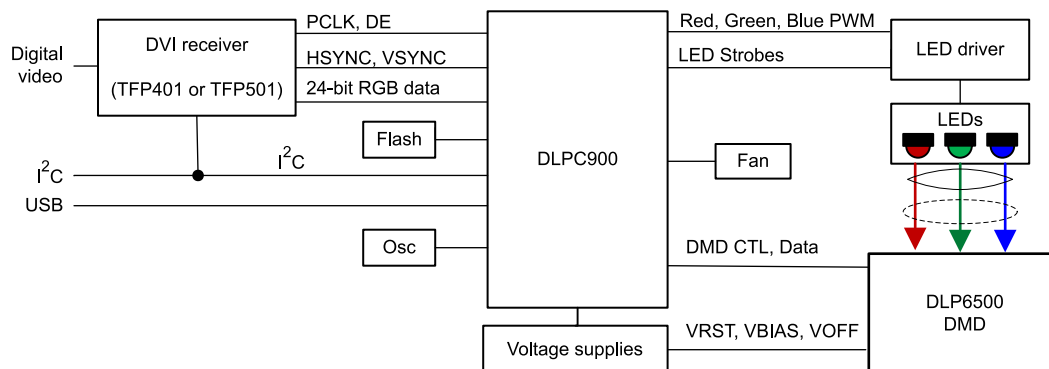 Digital
video
DVI receiver
(TFP401 or TFP501)
PCLK, DE
HSYNC, VSYNC
24-bit RGB data
Flash
I²C
I²C
USB
Osc
DLPC900
Voltage supplies
Red, Green, Blue PWM
LED Strobes
LED driver
LEDs
Fan
DMD CTL, Data
VRST, VBIAS, VOFF
DLP6500
DMD